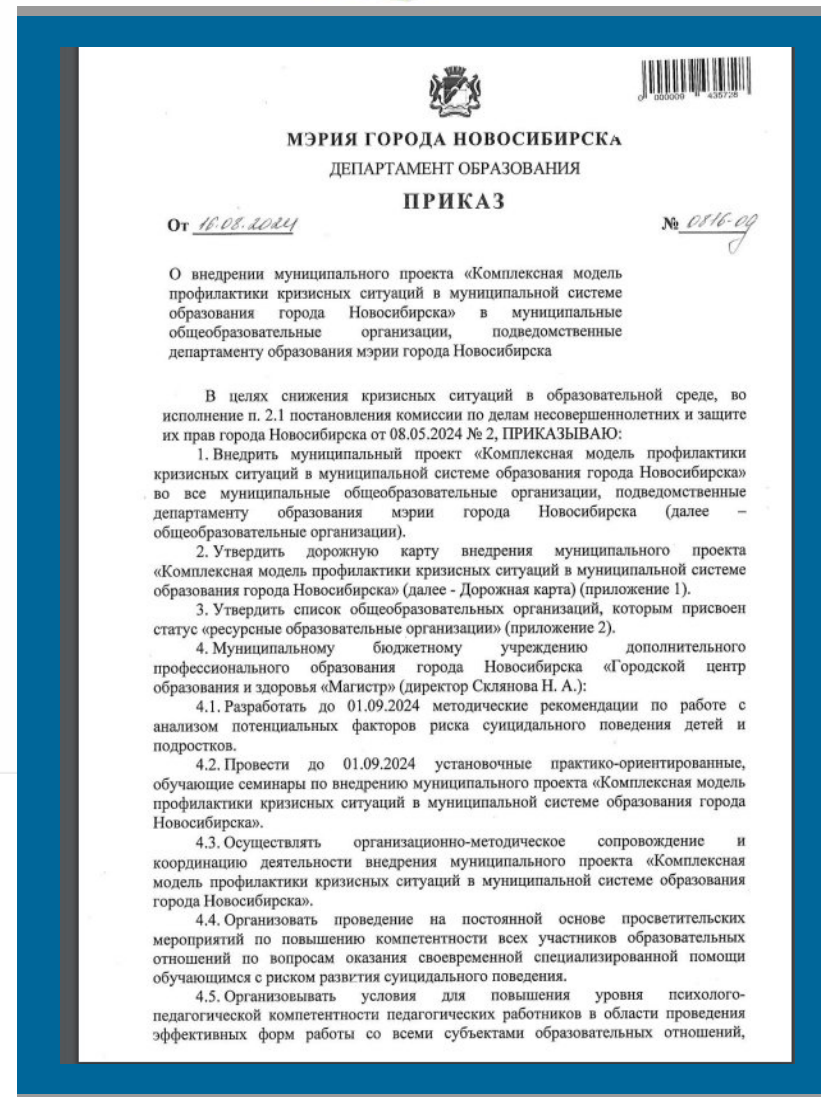 0 000009 435728
МЭРИЯ ГОРОДА НОВОСИБИРСКА
ДЕПАРТАМЕНТ ОБРАЗОВАНИЯ
ПРИКАЗ
От 16.08.2024 № 0816-од
О внедрении муниципального проекта «Комплексная модель
профилактики кризисных ситуаций в муниципальной системе
образования города Новосибирска» в муниципальные
общеобразовательные организации, подведомственные
департаменту образования мэрии города Новосибирска
В целях снижения кризисных ситуаций в образовательной среде, во
исполнение п. 2.1 постановления комиссии по делам несовершеннолетних и защите
их прав города Новосибирска от 08.05.2024 № 2, ПРИКАЗЫВАЮ:
1. Внедрить муниципальный проект «Комплексная модель профилактики
кризисных ситуаций в муниципальной системе образования города Новосибирска»
во все муниципальные общеобразовательные организации, подведомственные
департаменту образования мэрии города Новосибирска (далее –
общеобразовательные организации).
2. Утвердить дорожную карту внедрения муниципального проекта
«Комплексная модель профилактики кризисных ситуаций в муниципальной системе
образования города Новосибирска» (далее - Дорожная карта) (приложение 1).
3. Утвердить список общеобразовательных организаций, которым присвоен
статус «ресурсные образовательные организации» (приложение 2).
4. Муниципальному бюджетному учреждению дополнительного
профессионального образования города Новосибирска «Городской центр
образования и здоровья «Магистр» (директор Склянова Н. А.):
4.1. Разработать до 01.09.2024 методические рекомендации по работе с
анализом потенциальных факторов риска суицидального поведения детей и
подростков.
4.2. Провести до 01.09.2024 установочные практико-ориентированные,
обучающие семинары по внедрению муниципального проекта «Комплексная модель
профилактики кризисных ситуаций в муниципальной системе образования города
Новосибирска».
4.3. Осуществлять организационно-методическое сопровождение и
координацию деятельности внедрения муниципального проекта «Комплексная
модель профилактики кризисных ситуаций в муниципальной системе образования
города Новосибирска».
4.4. Организовать проведение на постоянной основе просветительских
мероприятий по повышению компетентности всех участников образовательных
отношений по вопросам оказания своевременной специализированной помощи
обучающимся с риском развития суицидального поведения.
4.5. Организовывать условия для повышения уровня психолого-
педагогической компетентности педагогических работников в области проведения
эффективных форм работы со всеми субъектами образовательных отношений,